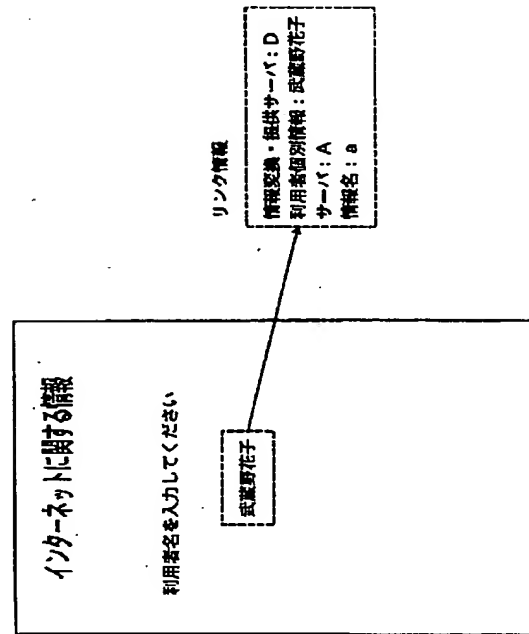 インターネットに関する情報
利用者名を入力してください
武蔵野花子
リンク情報
情報変換・提供サーバ：D
利用者個別情報：武蔵野花子
サーバ：A
情報名：a